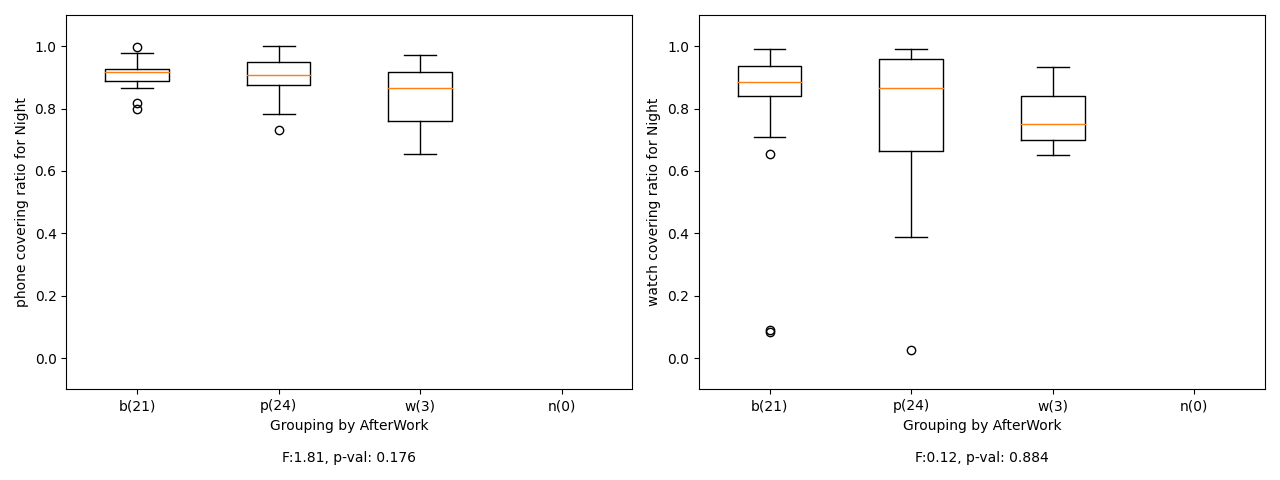 phone covering ratio for Night
1.0
0.8
0.6
0.4
0.2
0.0
b(21) p(24) w(3) n(0)
Grouping by AfterWork
F:1.81, p-val: 0.176
watch covering ratio for Night
1.0
0.8
0.6
0.4
0.2
0.0
b(21) p(24) w(3) n(0)
Grouping by AfterWork
F:0.12, p-val: 0.884